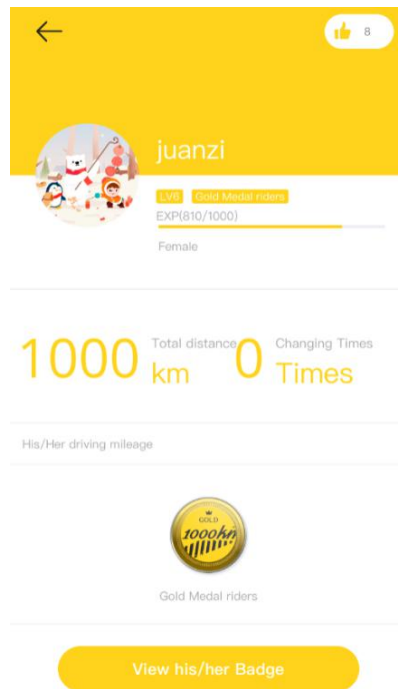 8
juanzi
LV6 Gold Medal riders
EXP(810/1000)
Female
1000 Total distance km
0 Changing Times Times
His/Her driving mileage
GOLD
1000km
Gold Medal riders
View his/her Badge